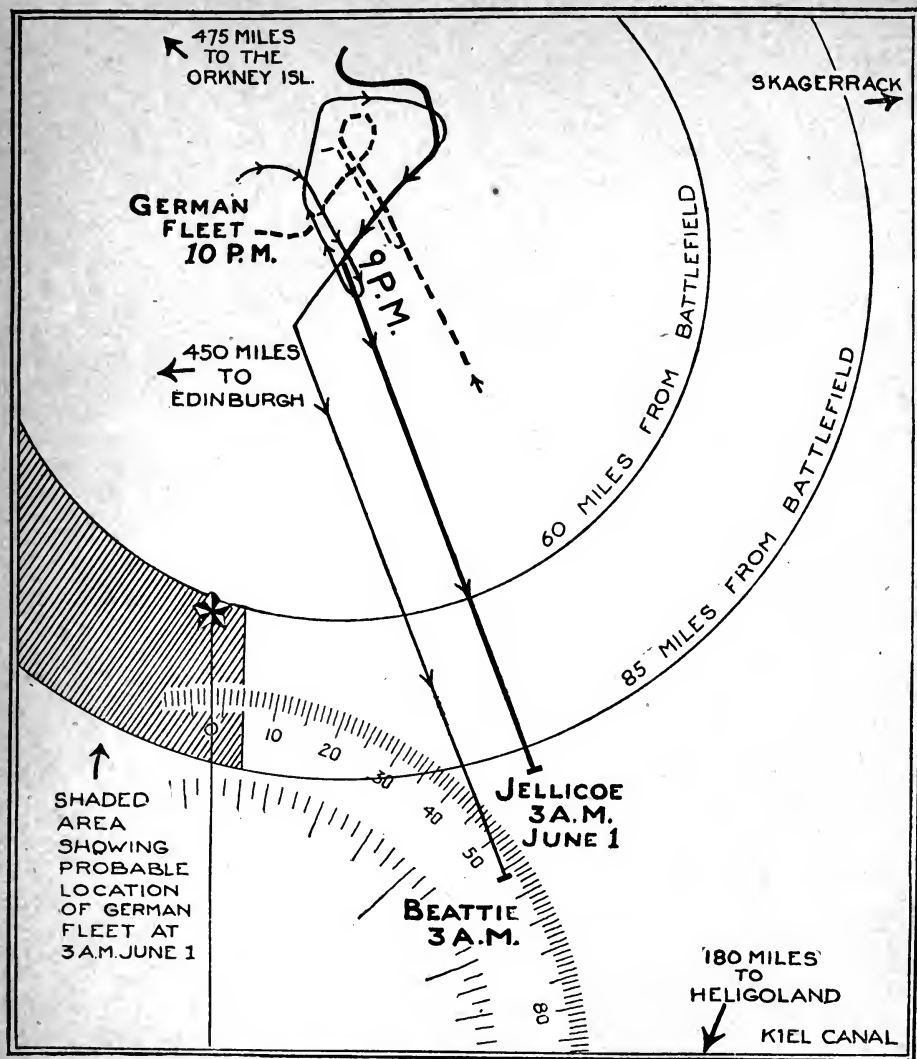 475 MILES
TO THE
ORKNEY ISL.
SKAGERRACK
GERMAN
FLEET
10 P.M.
9 P.M.
450 MILES
TO
EDINBURGH
60 MILES FROM BATTLEFIELD
85 MILES FROM BATTLEFIELD
0
10
20
30
40
50
80
SHADED
AREA
SHOWING
PROBABLE
LOCATION
OF GERMAN
FLEET AT
3 A.M. JUNE 1
JELLICOE
3 A.M.
JUNE 1
BEATTIE
3 A.M.
180 MILES
TO
HELIGOLAND
KIEL CANAL